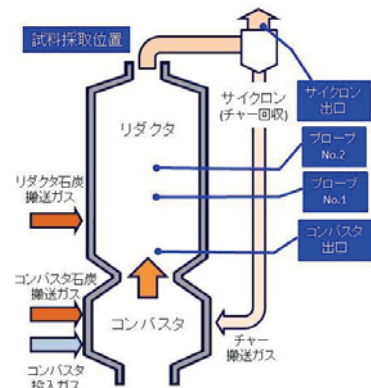 試料採取位置
サイクロン
(チャー回収)
サイクロン
出口
リダクタ
プローブ
No.2
プローブ
No.1
リダクタ石炭
搬送ガス
コンバスタ
出口
コンバスタ石炭
搬送ガス
コンバスタ
チャー
搬送ガス
コンバスタ
投入ガス